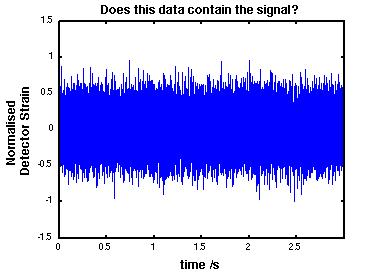 Does this data contain the signal?
1.5
1
0.5
0
-0.5
-1
-1.5
Normalised
Detector Strain
0 0.5 1 1.5 2 2.5
time /s